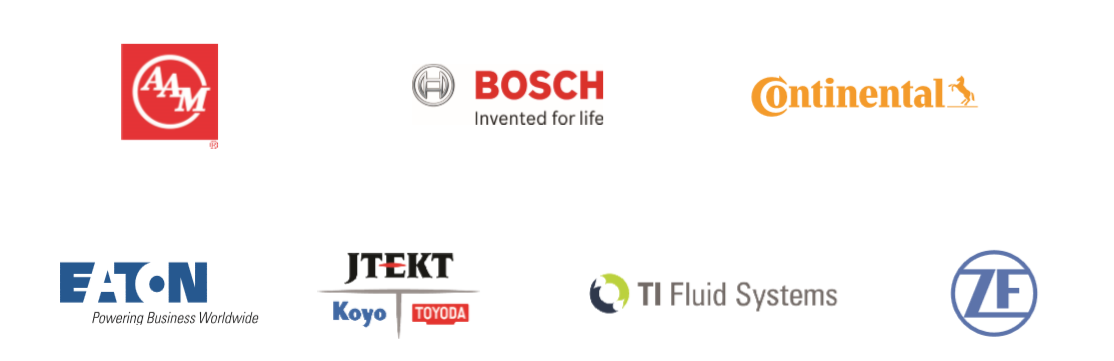 AAM
®
BOSCH
Invented for life
Continental
EATON
Powering Business Worldwide
JTEKT
Koyo TOYODA
TI Fluid Systems
ZF